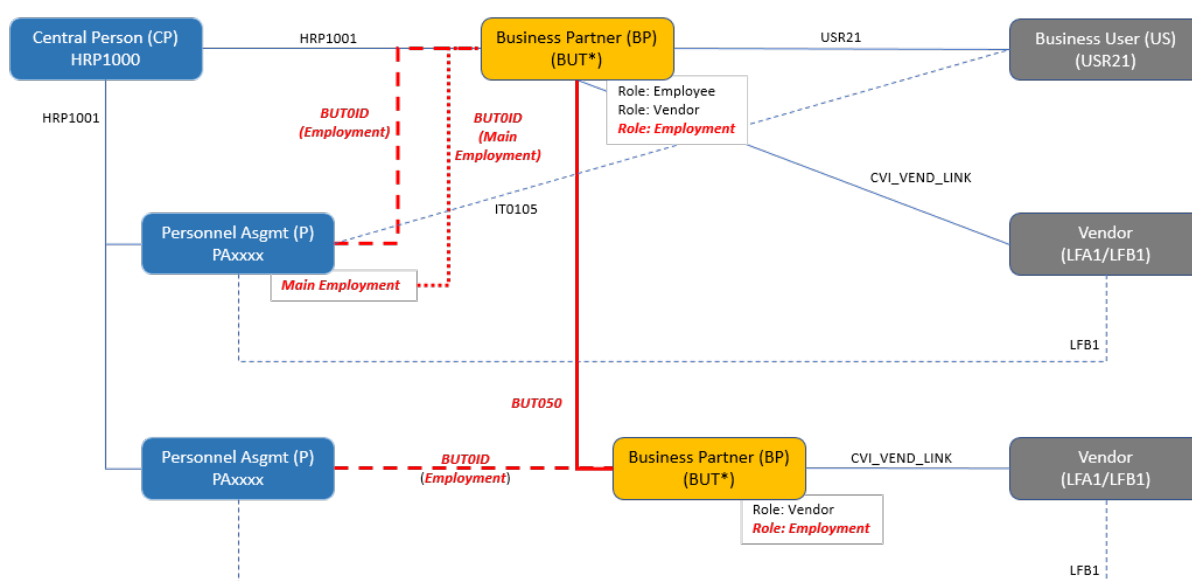 Central Person (CP)
HRP1000
HRP1001
Business Partner (BP)
(BUT*)
USR21
Business User (US)
(USR21)
Role: Employee
Role: Vendor
Role: Employment
HRP1001
BUT0ID
(Employment)
BUT0ID
(Main
Employment)
CVI_VEND_LINK
IT0105
Personnel Asgmt (P)
PAxxxx
Vendor
(LFA1/LFB1)
Main Employment
LFB1
BUT050
Personnel Asgmt (P)
PAxxxx
BUT0ID
(Employment)
Business Partner (BP)
(BUT*)
CVI_VEND_LINK
Vendor
(LFA1/LFB1)
Role: Vendor
Role: Employment
LFB1